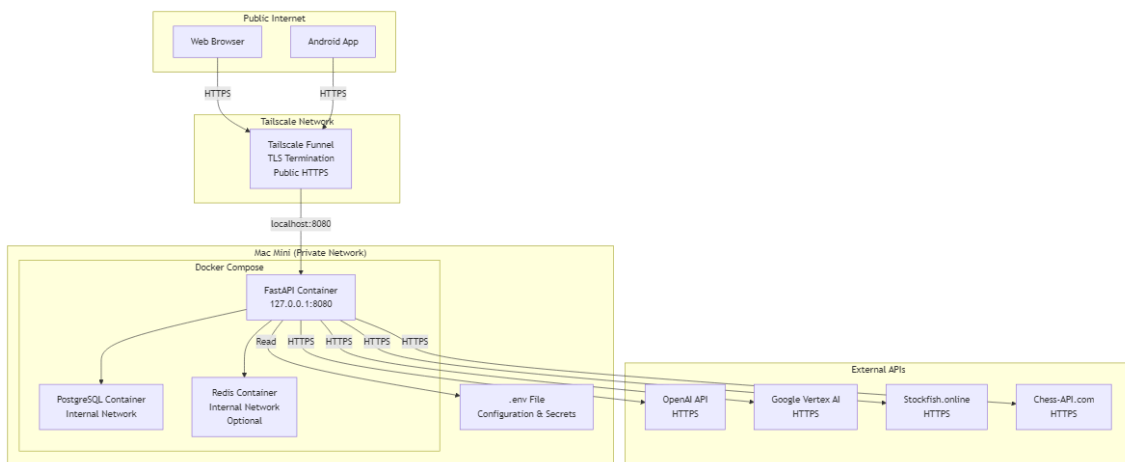 Public Internet
Web Browser
Android App
HTTPS
HTTPS
Tailscale Network
Tailscale Funnel
TLS Termination
Public HTTPS
localhost:8080
Mac Mini (Private Network)
Docker Compose
FastAPI Container
127.0.0.1:8080
Read
HTTPS
HTTPS
HTTPS
HTTPS
External APIs
PostgreSQL Container
Internal Network
Redis Container
Internal Network
Optional
.env File
Configuration & Secrets
OpenAI API
HTTPS
Google Vertex AI
HTTPS
Stockfish.online
HTTPS
Chess-API.com
HTTPS